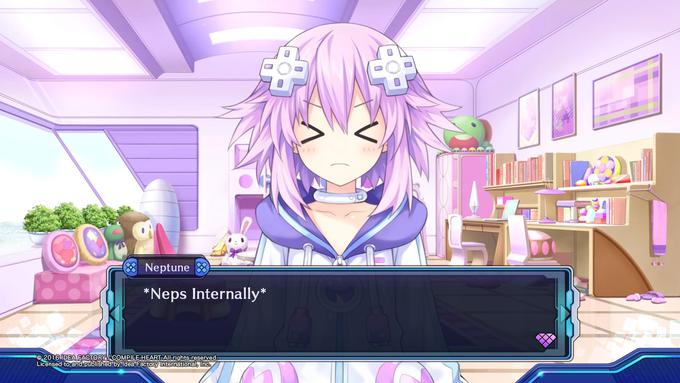 Neptune
*Neps Internally*
© 2016 IDEA FACTORY / COMPILE HEART All rights reserved.
Licensed to and published by Idea Factory International, Inc.